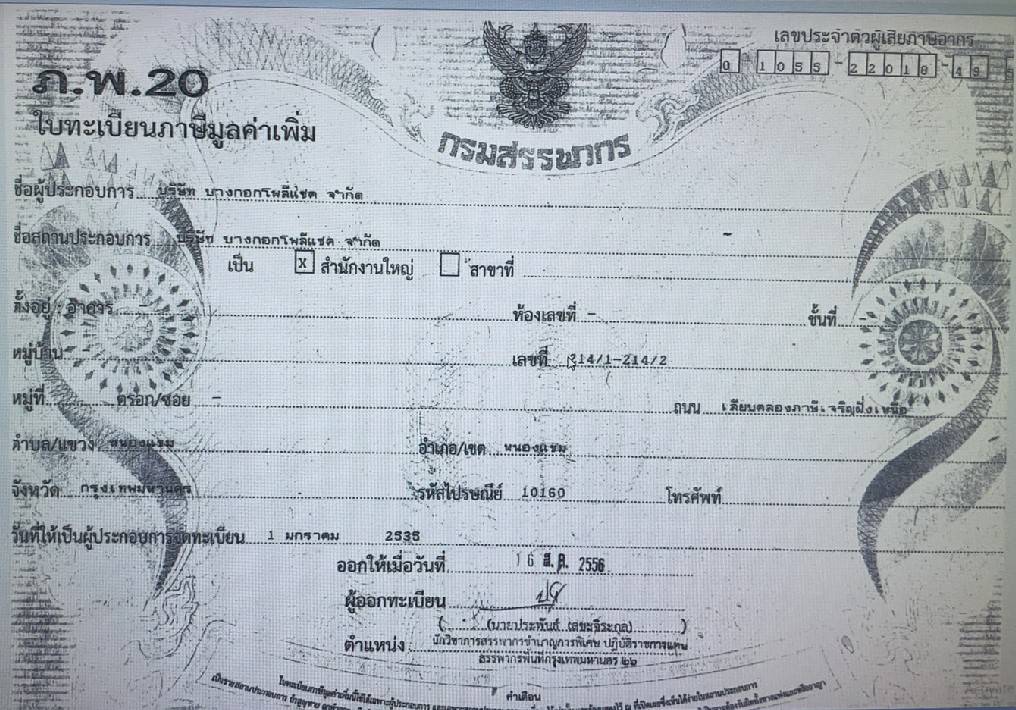 เลขประจำตัวผู้เสียภาษีอากร
ภ.พ.20
ใบทะเบียนภาษีมูลค่าเพิ่ม
กรมสรรพากร
ชื่อผู้ประกอบการ บริษัท บางกอกโพลีแซค จำกัด
ชื่อสถานประกอบการ บริษัท บางกอกโพลีแซค จำกัด
เป็น X สำนักงานใหญ่ สาขาที่
ตั้งอยู่ : อาคาร ห้องเลขที่ - ชั้นที่
หมู่บ้าน เลขที่ 214/1-214/2
หมู่ที่ ตรอก/ซอย - ถนน เลียบคลองภาษีเจริญฝั่งเหนือ
ตำบล/แขวง หนองแขม อำเภอ/เขต หนองแขม
จังหวัด กรุงเทพมหานคร รหัสไปรษณีย์ 10160 โทรศัพท์
วันที่ให้เป็นผู้ประกอบการจดทะเบียน 1 มกราคม 2535
ออกให้เมื่อวันที่ 16 ส.ค. 2556
ผู้ออกทะเบียน
ตำแหน่ง นักวิชาการสรรพากรชำนาญการพิเศษ ปฏิบัติราชการแทน
สรรพากรพื้นที่กรุงเทพมหานคร ๒๒
คำเตือน